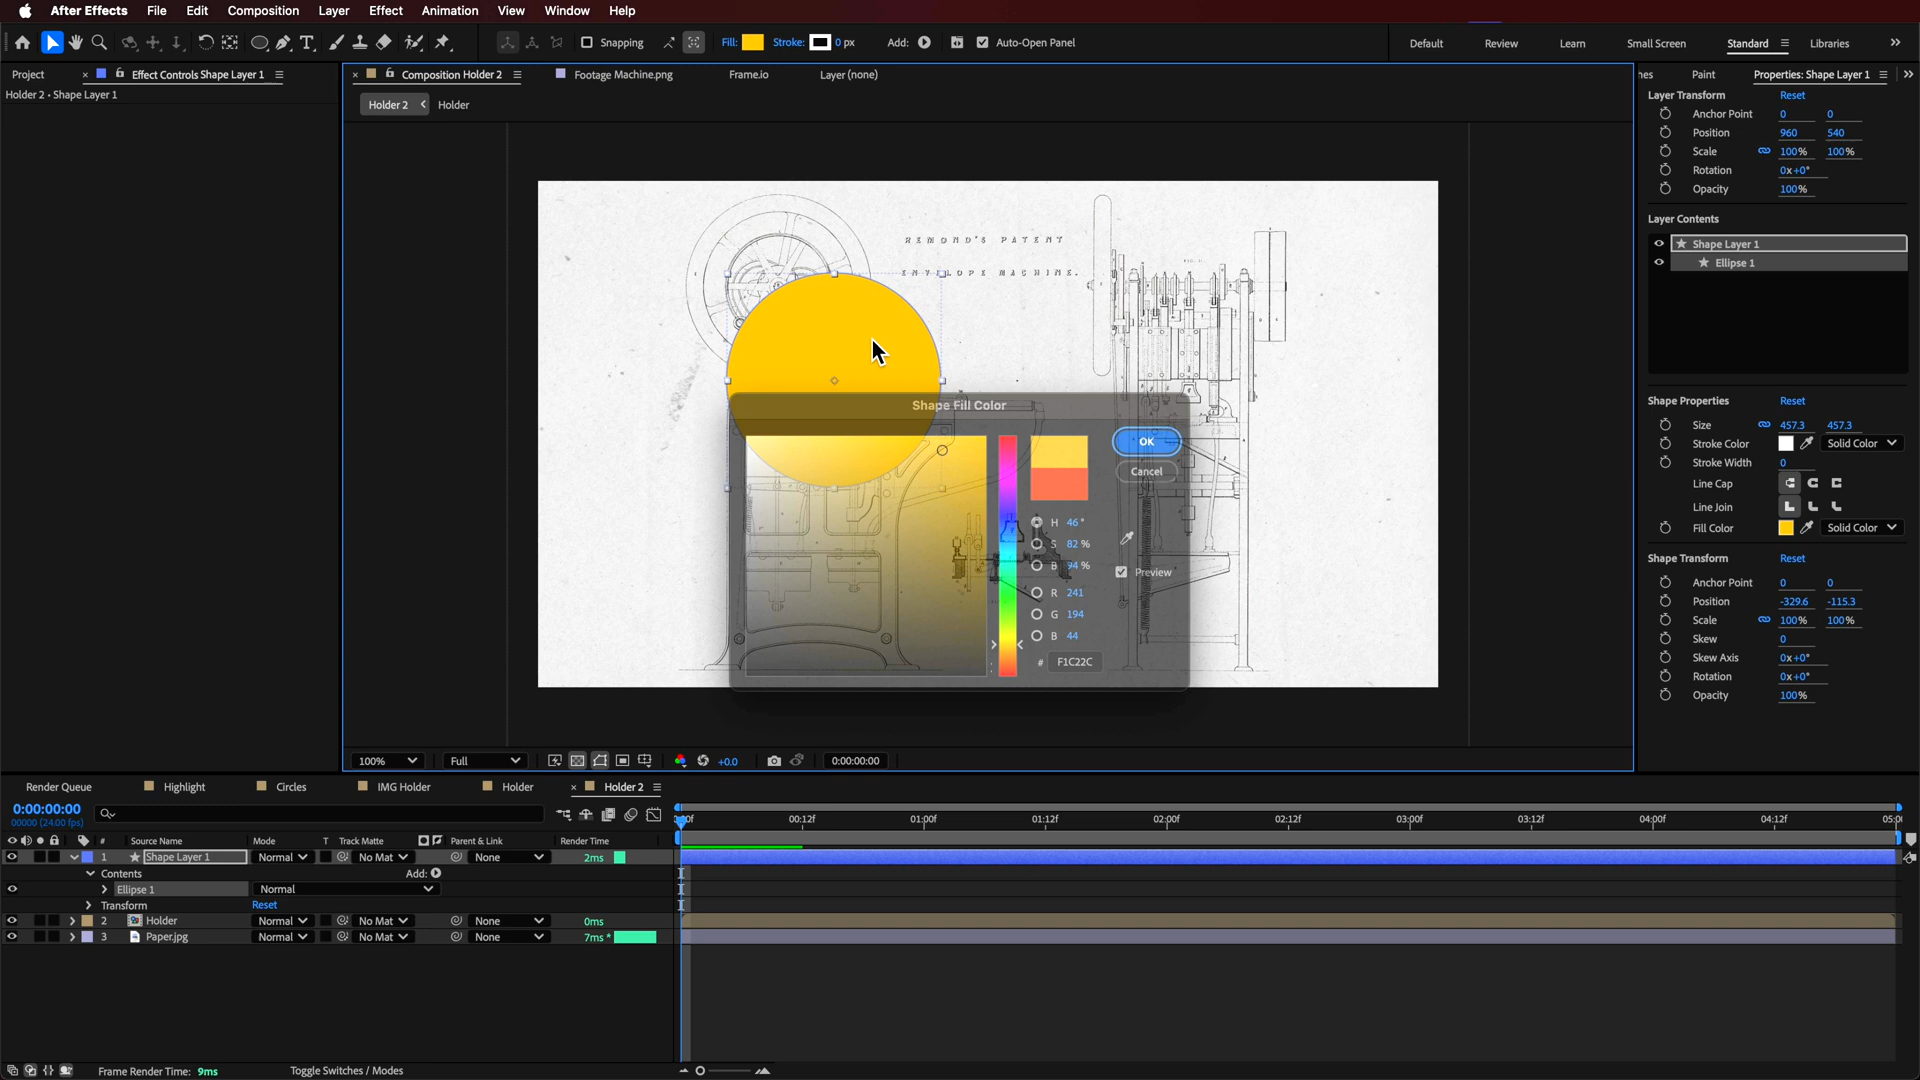 After Effects File Edit Composition Layer Effect Animation View Window Help
Snapping Fill: Stroke: 0 px Add: Auto-Open Panel Default Review Learn Small Screen Standard Libraries
Project Effect Controls Shape Layer 1
Composition Holder 2 Footage Machine.png Frame.io Layer (none)
Paint Properties: Shape Layer 1
Holder 2 • Shape Layer 1
Holder 2 Holder
REMOND'S PATENT
ENVELOPE MACHINE.
Shape Fill Color
OK
Cancel
H 46°
S 82 %
B 94 %
Preview
R 241
G 194
B 44
# F1C22C
Layer Transform Reset
Anchor Point 0 0
Position 960 540
Scale 100% 100%
Rotation 0x+0°
Opacity 100%
Layer Contents
Shape Layer 1
Ellipse 1
Shape Properties Reset
Size 457.3 457.3
Stroke Color Solid Color
Stroke Width 0
Line Cap
Line Join
Fill Color Solid Color
Shape Transform Reset
Anchor Point 0 0
Position -329.6 -115.3
Scale 100% 100%
Skew 0
Skew Axis 0x+0°
Rotation 0x+0°
Opacity 100%
100% Full +0.0 0:00:00:00
Render Queue Highlight Circles IMG Holder Holder Holder 2
0:00:00:00
00000 (24.00 fps)
00:12f 01:00f 01:12f 02:00f 02:12f 03:00f 03:12f 04:00f 04:12f
# Source Name Mode T Track Matte Parent & Link Render Time
1 Shape Layer 1 Normal No Mat None 2ms
Contents Add:
Ellipse 1 Normal
Transform Reset
2 Holder Normal No Mat None 0ms
3 Paper.jpg Normal No Mat None 7ms *
Frame Render Time: 9ms Toggle Switches / Modes